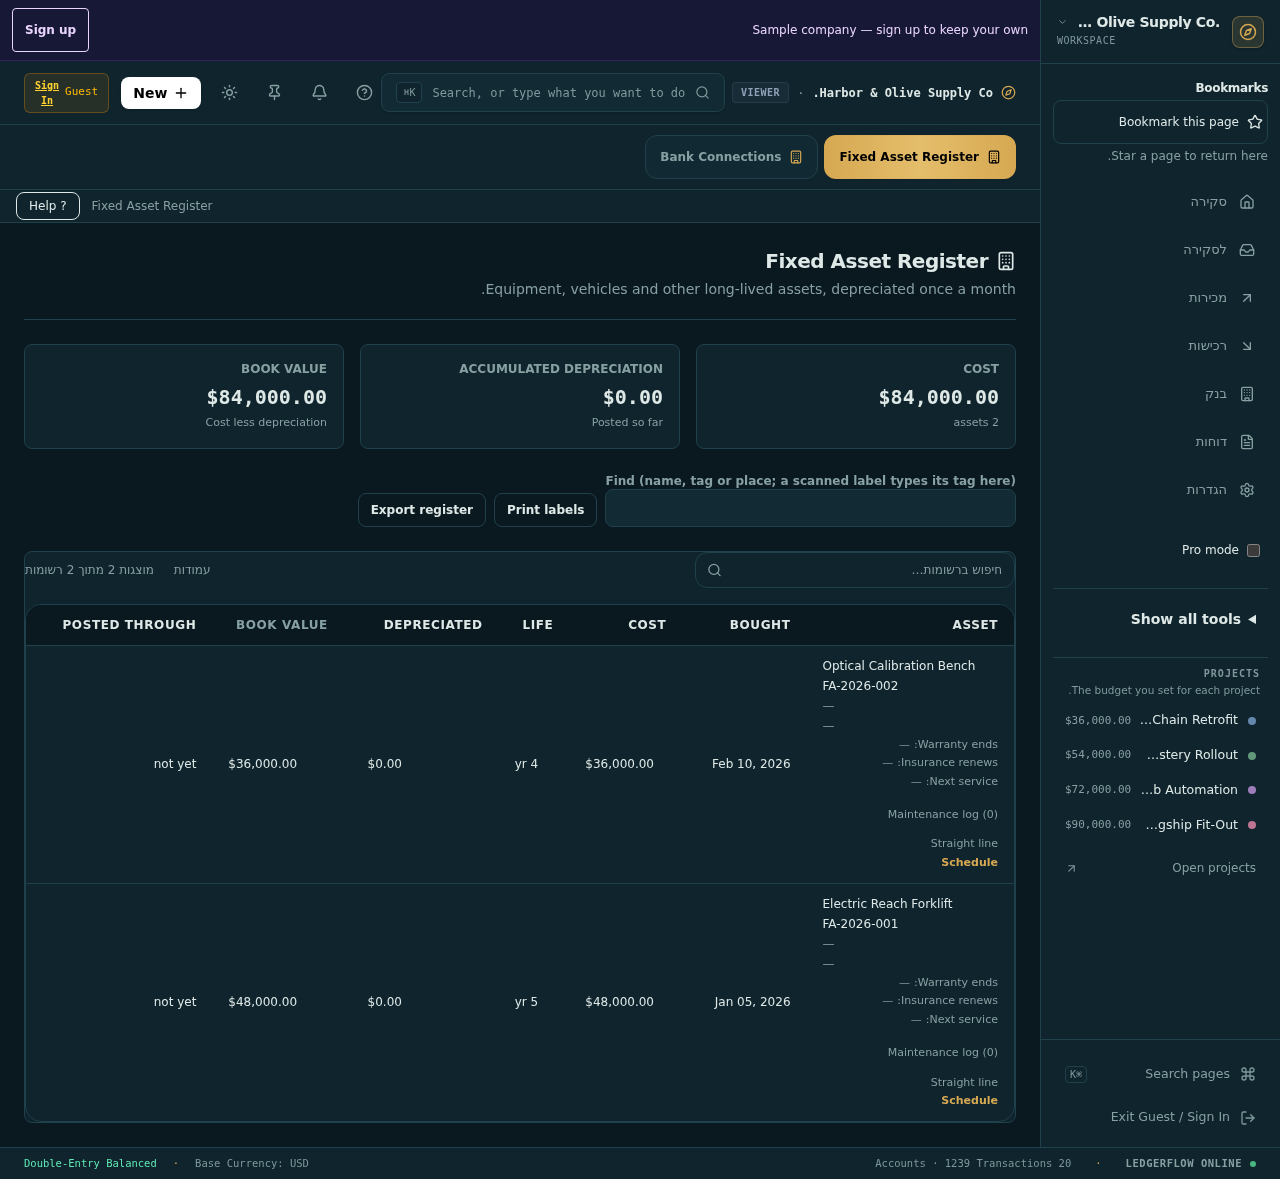 Sign up
Sample company — sign up to keep your own
... Olive Supply Co.
WORKSPACE
Sign In
Guest
New
⌘K
Search, or type what you want to do
VIEWER
·
.Harbor & Olive Supply Co
Bookmarks
Bookmark this page
.Star a page to return here
Fixed Asset Register
Bank Connections
Help ?
Fixed Asset Register
סקירה
לסקירה
מכירות
רכישות
בנק
דוחות
הגדרות
Pro mode
Show all tools
PROJECTS
.The budget you set for each project
...Chain Retrofit
$36,000.00
...stery Rollout
$54,000.00
...b Automation
$72,000.00
...gship Fit-Out
$90,000.00
Open projects
Search pages
K⌘
Exit Guest / Sign In
Fixed Asset Register
.Equipment, vehicles and other long-lived assets, depreciated once a month
COST
$84,000.00
assets 2
ACCUMULATED DEPRECIATION
$0.00
Posted so far
BOOK VALUE
$84,000.00
Cost less depreciation
Find (name, tag or place; a scanned label types its tag here)
Print labels
Export register
חיפוש ברשומות...
עמודות
מוצגות 2 מתוך 2 רשומות
ASSET
BOUGHT
COST
LIFE
DEPRECIATED
BOOK VALUE
POSTED THROUGH
Optical Calibration Bench
FA-2026-002
—
—
— :Warranty ends
— :Insurance renews
— :Next service
Maintenance log (0)
Straight line
Schedule
Feb 10, 2026
$36,000.00
yr 4
$0.00
$36,000.00
not yet
Electric Reach Forklift
FA-2026-001
—
—
— :Warranty ends
— :Insurance renews
— :Next service
Maintenance log (0)
Straight line
Schedule
Jan 05, 2026
$48,000.00
yr 5
$0.00
$48,000.00
not yet
LEDGERFLOW ONLINE
·
Accounts · 1239 Transactions 20
Base Currency: USD
·
Double-Entry Balanced